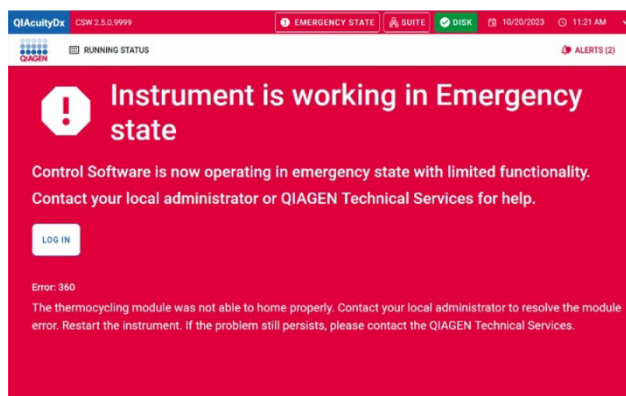 QIAcuityDx CSW 2.5.0.9999 EMERGENCY STATE SUITE DISK 10/20/2023 11:21 AM
QIAGEN RUNNING STATUS ALERTS (2)
Instrument is working in Emergency
state
Control Software is now operating in emergency state with limited functionality.
Contact your local administrator or QIAGEN Technical Services for help.
LOG IN
Error: 360
The thermocycling module was not able to home properly. Contact your local administrator to resolve the module
error. Restart the instrument. If the problem still persists, please contact the QIAGEN Technical Services.